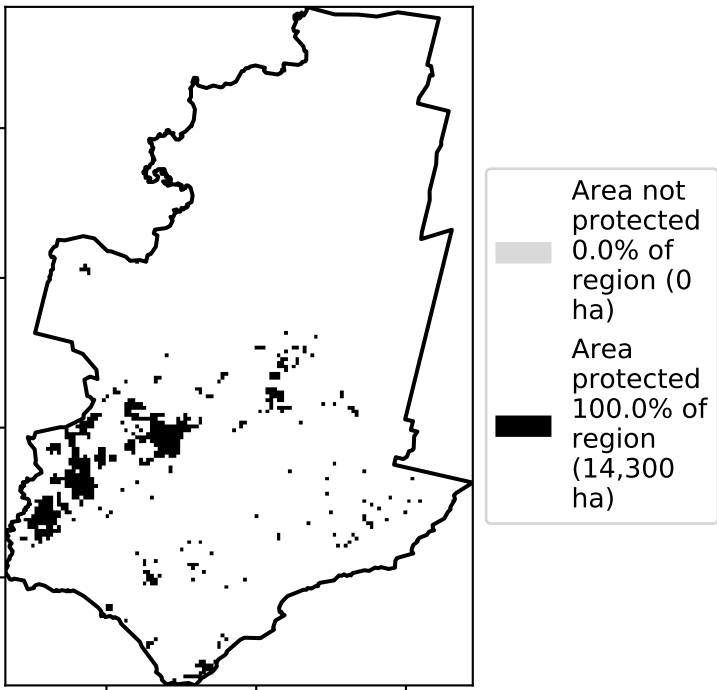 Area not
protected
0.0% of
region (0
ha)
Area
protected
100.0% of
region
(14,300
ha)